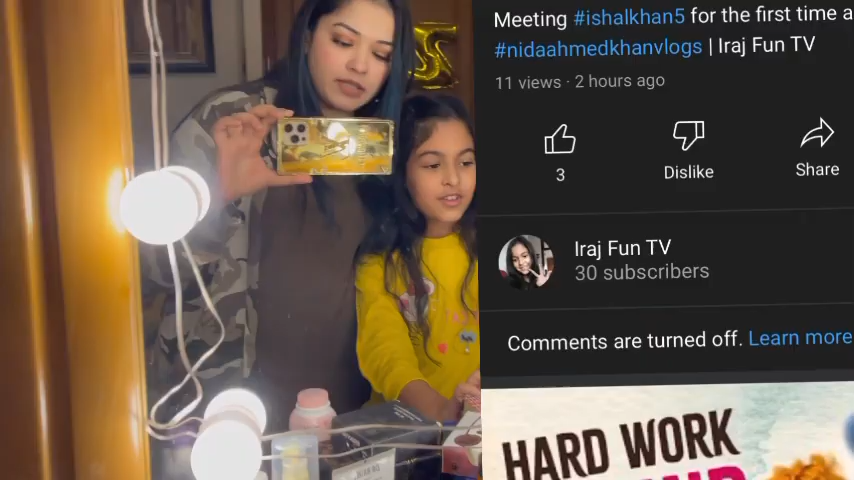 Meeting #ishalkhan5 for the first time a
#nidaahmedkhanvlogs | Iraj Fun TV
11 views · 2 hours ago
3
Dislike
Share
Iraj Fun TV
30 subscribers
Comments are turned off. Learn more
HARD WORK